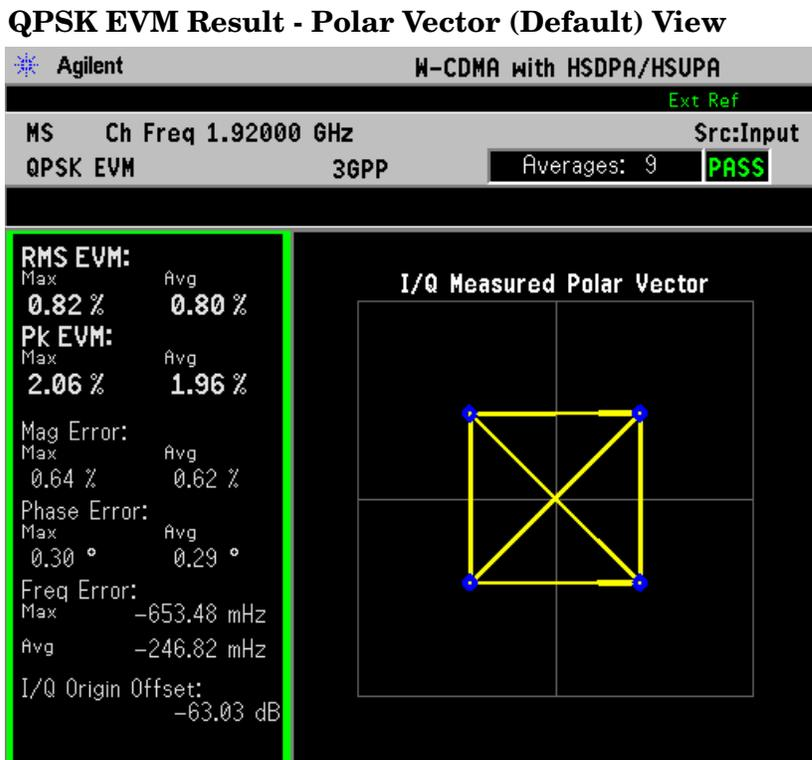 QPSK EVM Result - Polar Vector (Default) View
Agilent W-CDMA with HSDPA/HSUPA
Ext Ref
MS Ch Freq 1.92000 GHz Src:Input
QPSK EVM 3GPP Averages: 9 PASS
RMS EVM:
Max Avg
0.82 % 0.80 %
Pk EVM:
Max Avg
2.06 % 1.96 %
Mag Error:
Max Avg
0.64 % 0.62 %
Phase Error:
Max Avg
0.30 ° 0.29 °
Freq Error:
Max -653.48 mHz
Avg -246.82 mHz
I/Q Origin Offset:
-63.03 dB
I/Q Measured Polar Vector